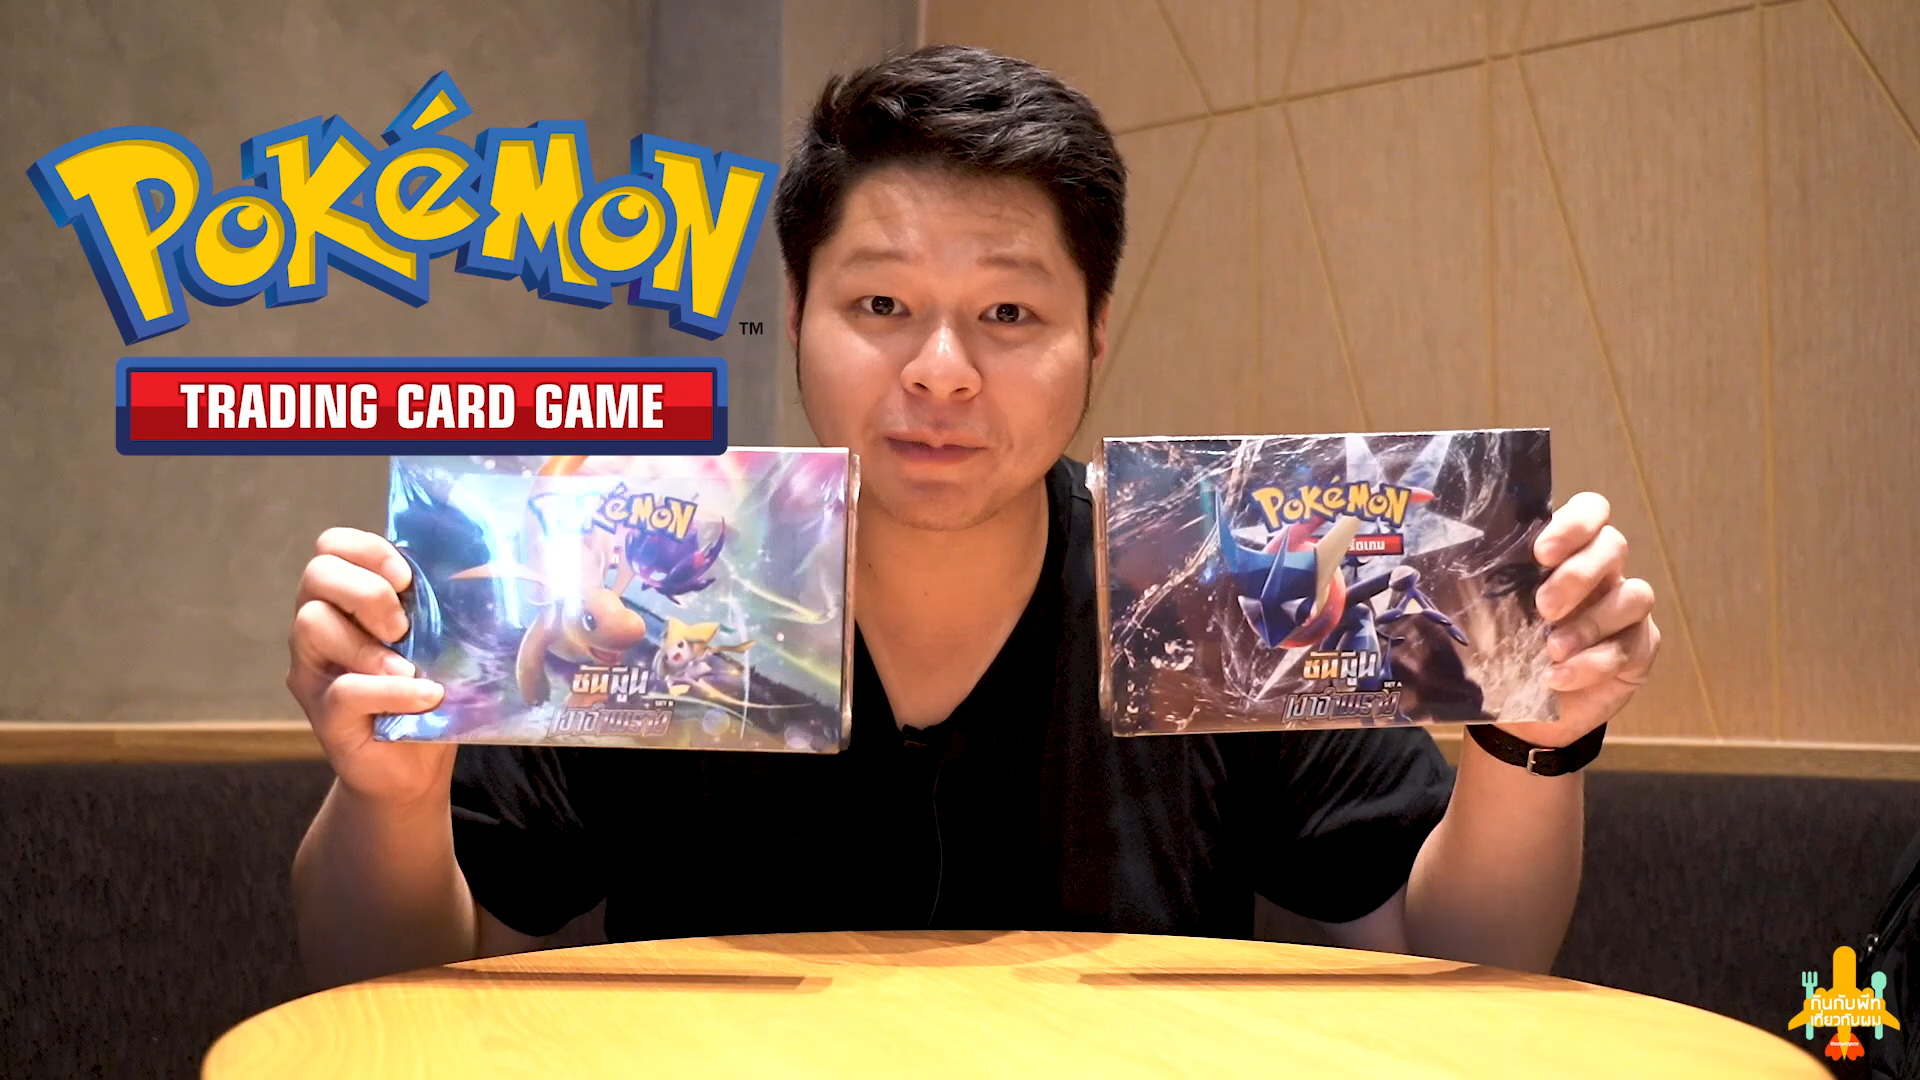 POKéMON
TM
TRADING CARD GAME
POKéMON
ซันมูน
SET B
เงาอำพราง
POKéMON
ซันมูน
SET A
เงาอำพราง
กินกับพีท
เที่ยวกับผม